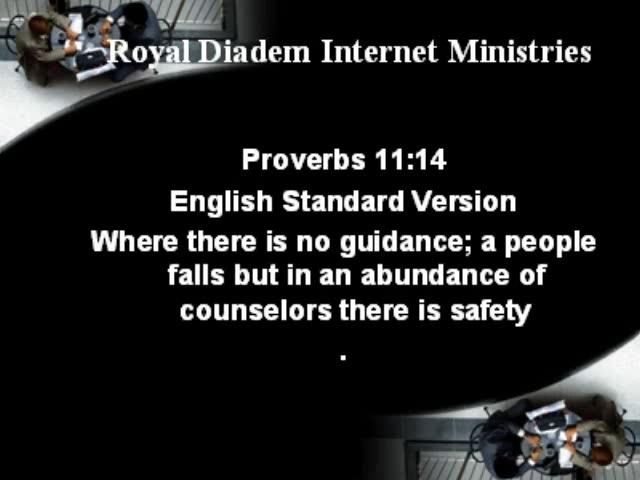 Royal Diadem Internet Ministries
Proverbs 11:14
English Standard Version
Where there is no guidance; a people
falls but in an abundance of
counselors there is safety
.